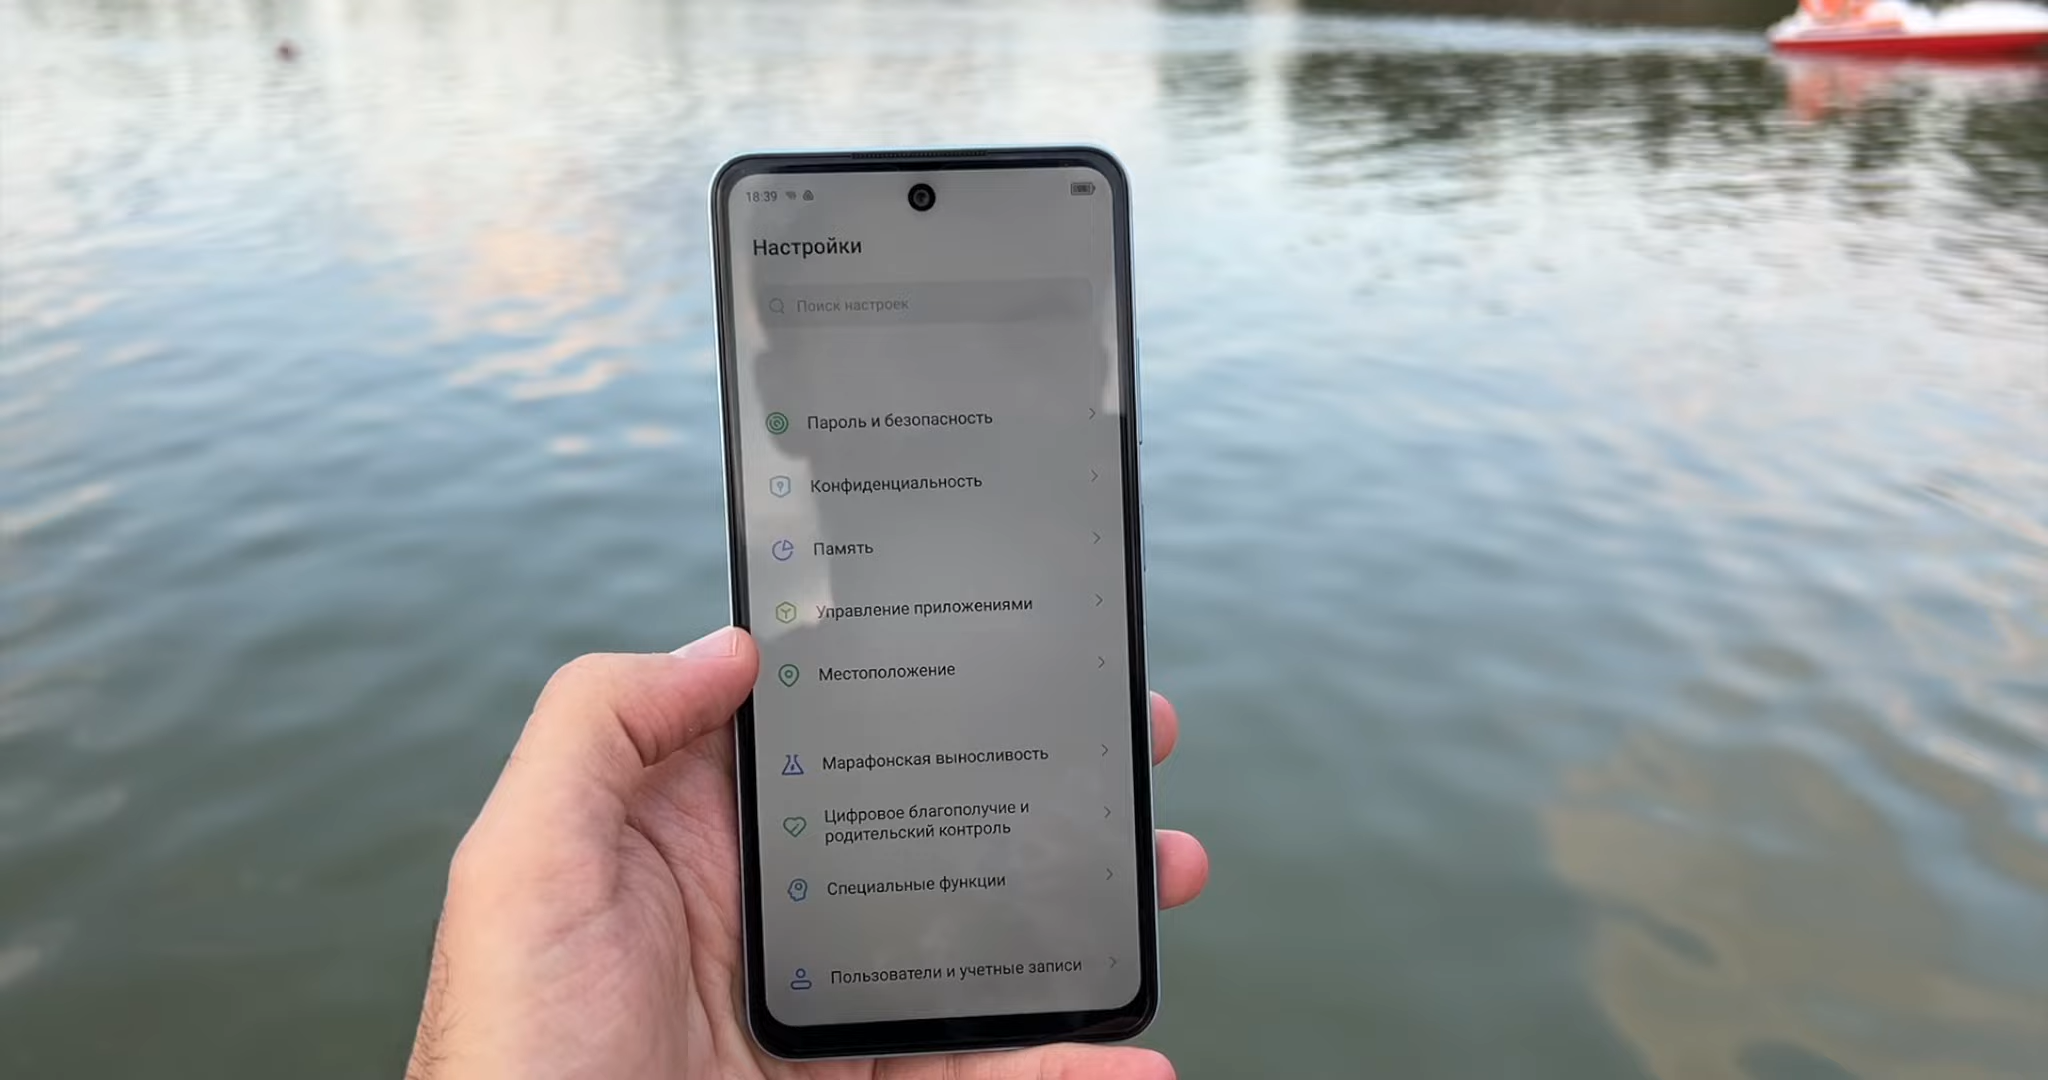 18:39
Настройки
Поиск настроек
Пароль и безопасность
Конфиденциальность
Память
Управление приложениями
Местоположение
Марафонская выносливость
Цифровое благополучие и
родительский контроль
Специальные функции
Пользователи и учетные записи